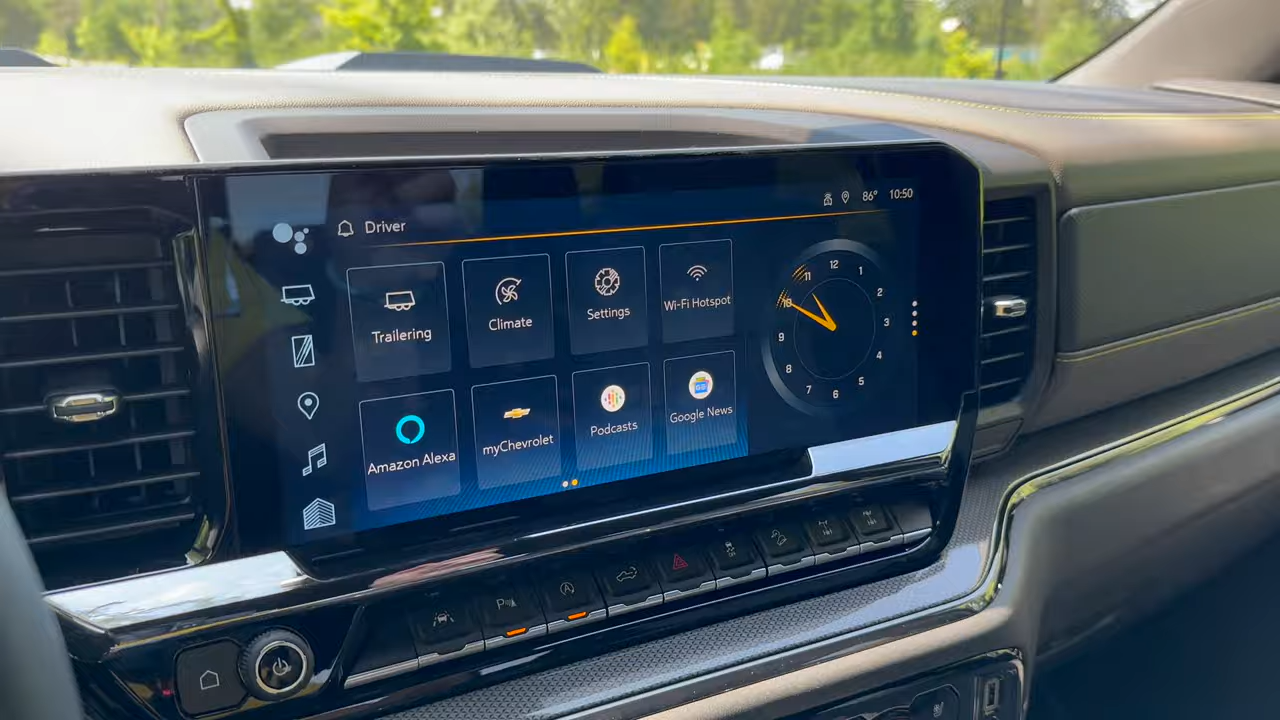 86° 10:50
Driver
Trailering
Climate
Settings
Wi-Fi Hotspot
Amazon Alexa
myChevrolet
Podcasts
Google News
12
1
2
3
4
5
6
7
8
9
10
11
P
A